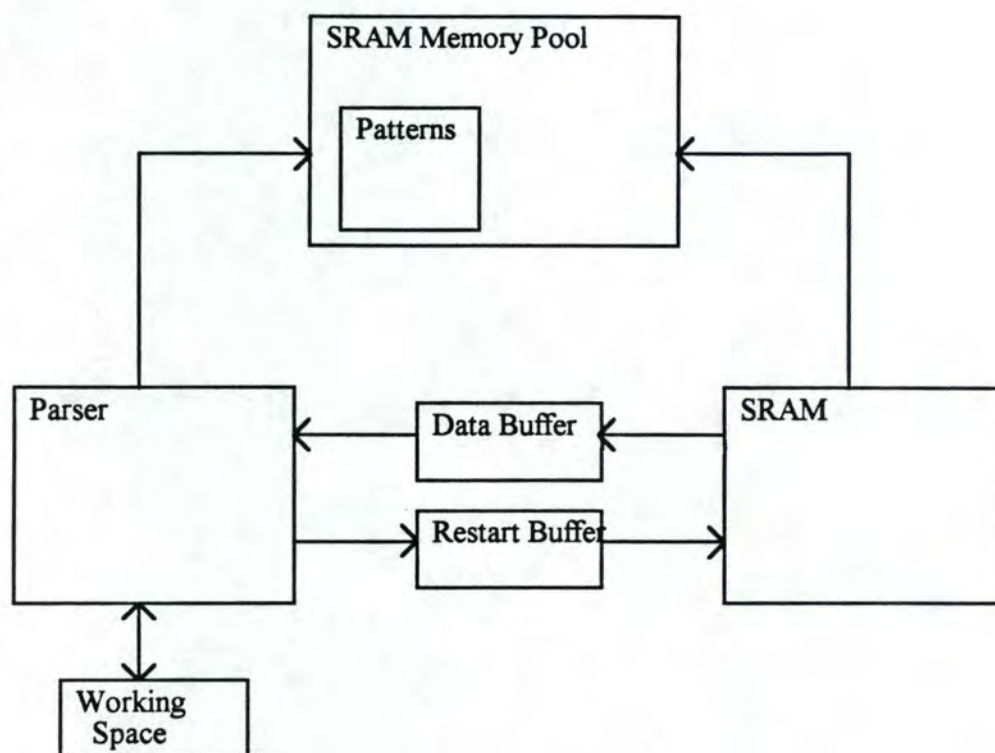 SRAM Memory Pool
Patterns
Parser
Data Buffer
SRAM
Restart Buffer
Working
Space